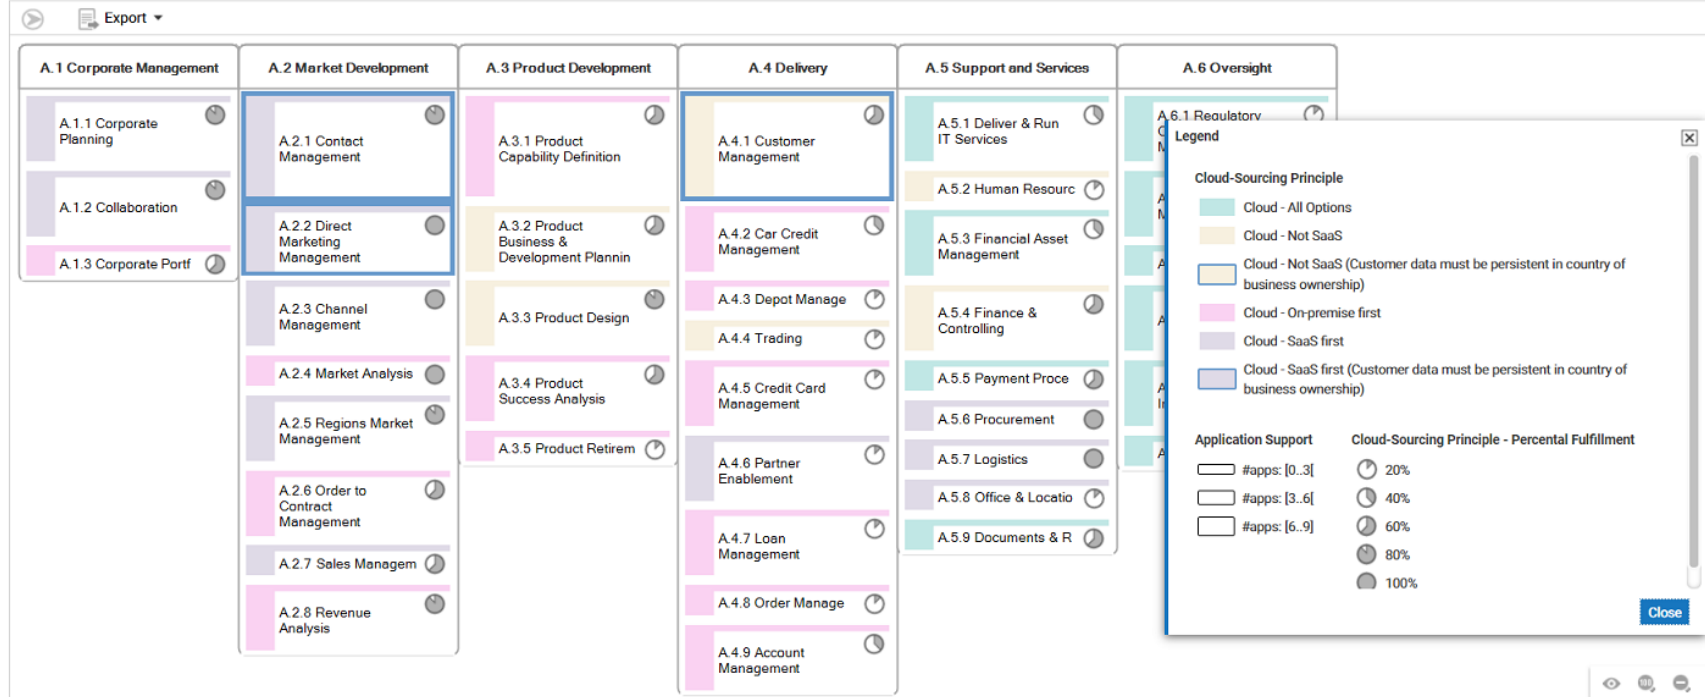 Export
A.1 Corporate Management
A.2 Market Development
A.3 Product Development
A.4 Delivery
A.5 Support and Services
A.6 Oversight
A.1.1 Corporate
Planning
A.1.2 Collaboration
A.1.3 Corporate Portf
A.2.1 Contact
Management
A.2.2 Direct
Marketing
Management
A.2.3 Channel
Management
A.2.4 Market Analysis
A.2.5 Regions Market
Management
A.2.6 Order to
Contract
Management
A.2.7 Sales Managem
A.2.8 Revenue
Analysis
A.3.1 Product
Capability Definition
A.3.2 Product
Business &
Development Plannin
A.3.3 Product Design
A.3.4 Product
Success Analysis
A.3.5 Product Retirem
A.4.1 Customer
Management
A.4.2 Car Credit
Management
A.4.3 Depot Manage
A.4.4 Trading
A.4.5 Credit Card
Management
A.4.6 Partner
Enablement
A.4.7 Loan
Management
A.4.8 Order Manage
A.4.9 Account
Management
A.5.1 Deliver & Run
IT Services
A.5.2 Human Resourc
A.5.3 Financial Asset
Management
A.5.4 Finance &
Controlling
A.5.5 Payment Proce
A.5.6 Procurement
A.5.7 Logistics
A.5.8 Office & Locatio
A.5.9 Documents & R
A.6.1 Regulatory
Legend
Cloud-Sourcing Principle
Cloud - All Options
Cloud - Not SaaS
Cloud - Not SaaS (Customer data must be persistent in country of
business ownership)
Cloud - On-premise first
Cloud - SaaS first
Cloud - SaaS first (Customer data must be persistent in country of
business ownership)
Application Support
#apps: [0..3[
#apps: [3..6[
#apps: [6..9]
Cloud-Sourcing Principle - Percental Fulfillment
20%
40%
60%
80%
100%
Close
100